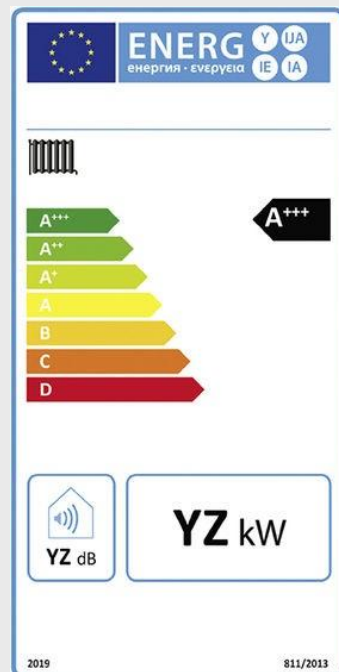 ENERG Y IJA
енергия · ενεργεια IE IA
A+++
A+++
A++
A+
A
B
C
D
YZ dB
YZ kW
2019
811/2013